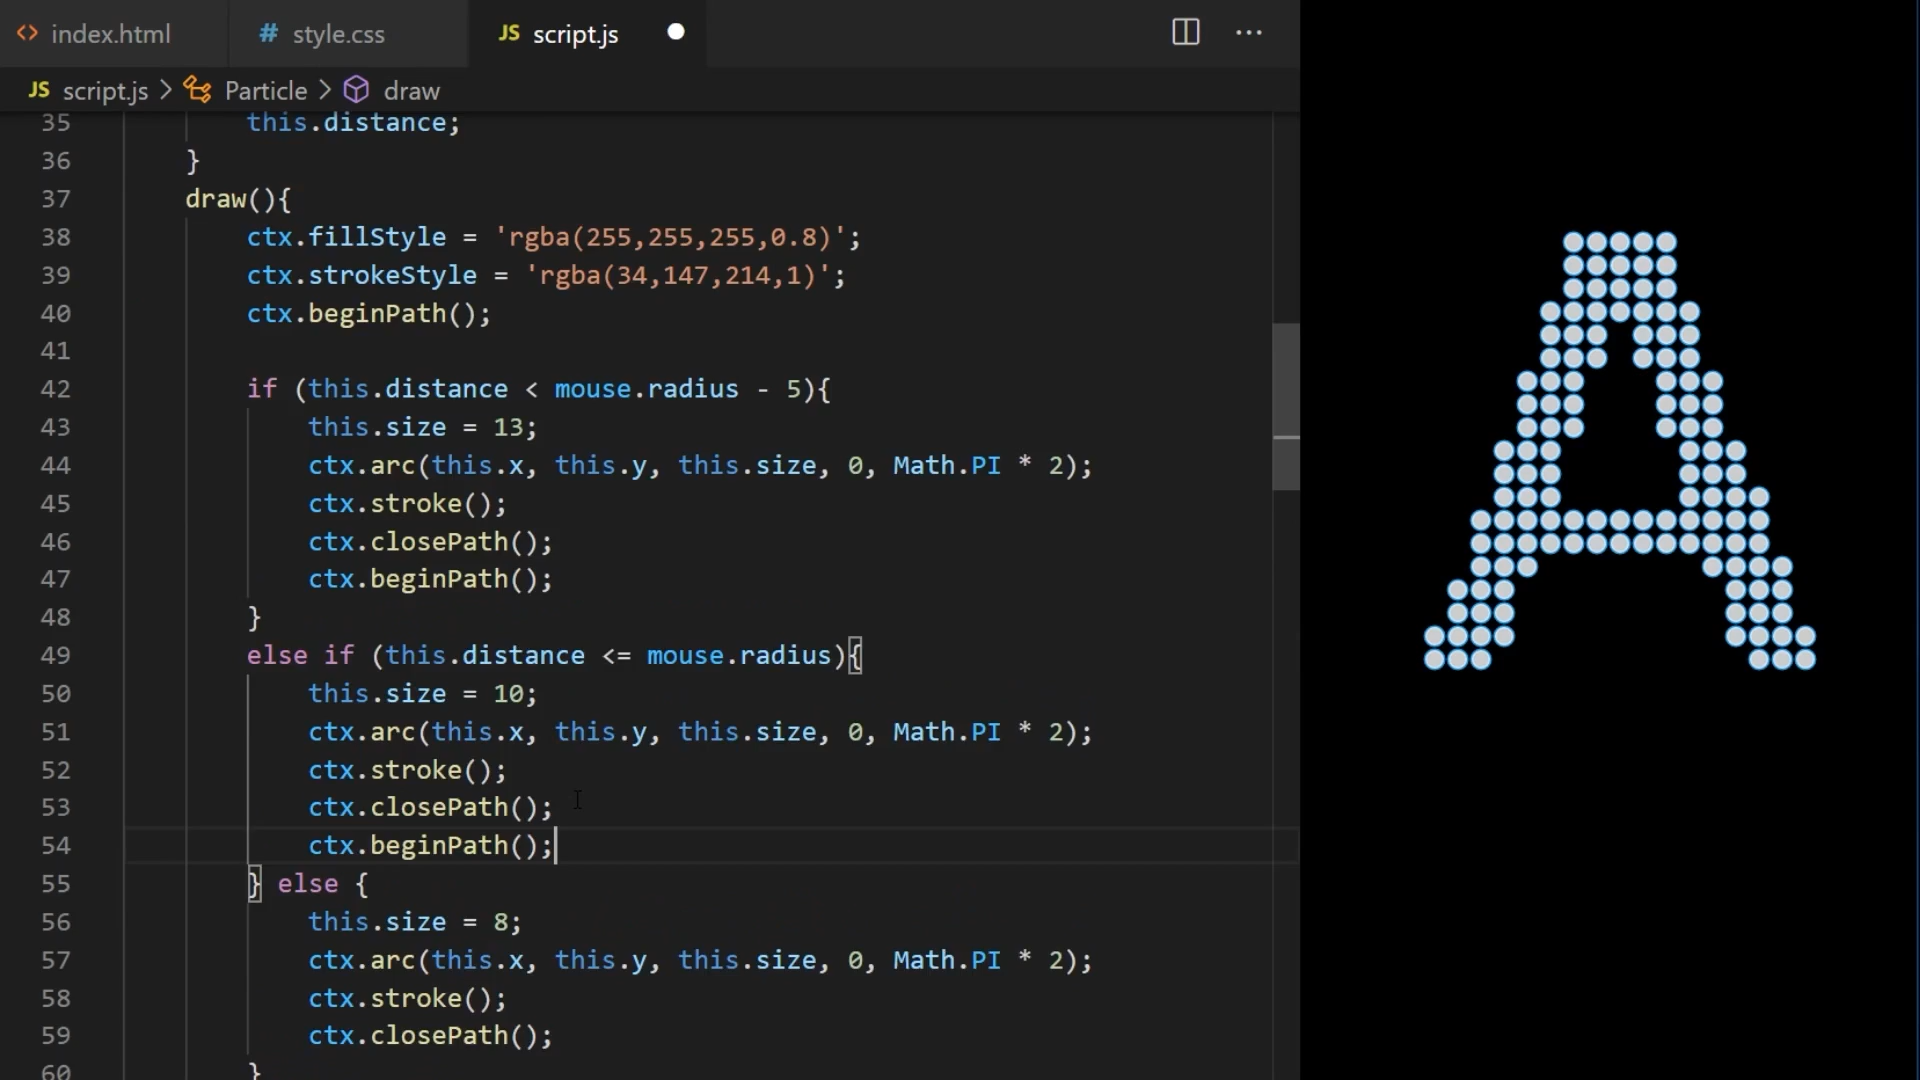 index.html
style.css
JS script.js
JS script.js > Particle > draw
35 this.distance;
36 }
37 draw(){
38 ctx.fillStyle = 'rgba(255,255,255,0.8)';
39 ctx.strokeStyle = 'rgba(34,147,214,1)';
40 ctx.beginPath();
41
42 if (this.distance < mouse.radius - 5){
43 this.size = 13;
44 ctx.arc(this.x, this.y, this.size, 0, Math.PI * 2);
45 ctx.stroke();
46 ctx.closePath();
47 ctx.beginPath();
48 }
49 else if (this.distance <= mouse.radius){
50 this.size = 10;
51 ctx.arc(this.x, this.y, this.size, 0, Math.PI * 2);
52 ctx.stroke();
53 ctx.closePath();
54 ctx.beginPath();
55 } else {
56 this.size = 8;
57 ctx.arc(this.x, this.y, this.size, 0, Math.PI * 2);
58 ctx.stroke();
59 ctx.closePath();
60 }
A